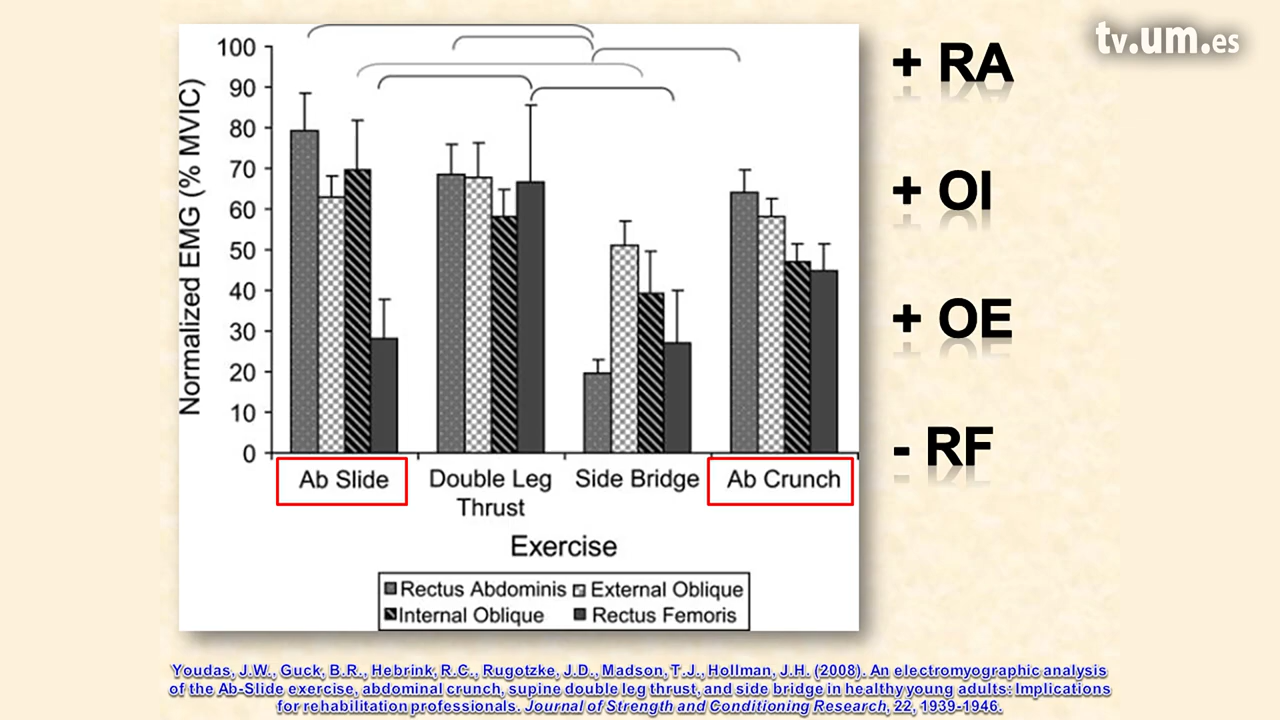 tv.um.es
100
90
80
70
60
50
40
30
20
10
0
Normalized EMG (% MVIC)
Ab Slide
Double Leg
Thrust
Side Bridge
Ab Crunch
Exercise
Rectus Abdominis External Oblique
Internal Oblique Rectus Femoris
+ RA
+ OI
+ OE
- RF
Youdas, J.W., Guck, B.R., Hebrink, R.C., Rugotzke, J.D., Madson, T.J., Hollman, J.H. (2008). An electromyographic analysis
of the Ab-Slide exercise, abdominal crunch, supine double leg thrust, and side bridge in healthy young adults: Implications
for rehabilitation professionals. Journal of Strength and Conditioning Research, 22, 1939-1946.